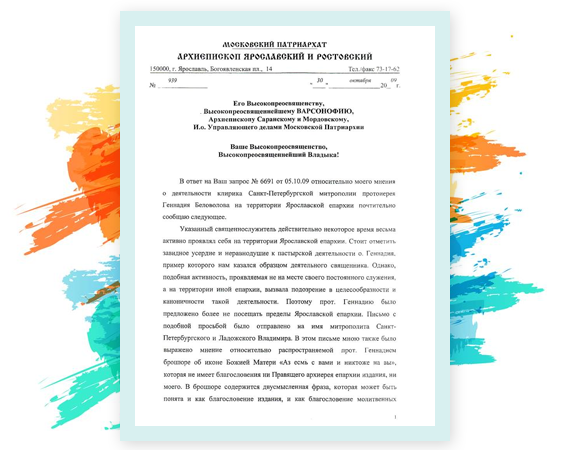 МОСКОВСКИЙ ПАТРИАРХАТ
АРХИЕПИСКОП ЯРОСЛАВСКИЙ И РОСТОВСКИЙ
150000, г. Ярославль, Богоявленская пл., 14 Тел./факс 73-17-62
№ 939 „ 30 „ октября 20 09 г.
Его Высокопреосвященству,
Высокопреосвященнейшему ВАРСОНОФИЮ,
Архиепископу Саранскому и Мордовскому,
И.о. Управляющего делами Московской Патриархии
Ваше Высокопреосвященство,
Высокопреосвященнейший Владыка!
В ответ на Ваш запрос № 6691 от 05.10.09 относительно моего мнения
о деятельности клирика Санкт-Петербургской митрополии протоиерея
Геннадия Беловолова на территории Ярославской епархии почтительно
сообщаю следующее.
Указанный священнослужитель действительно некоторое время весьма
активно проявлял себя на территории Ярославской епархии. Стоит отметить
завидное усердие и неравнодушие к пастырской деятельности о. Геннадия,
пример которого нам казался образом деятельного священника. Однако,
подобная активность, проявляемая не на месте своего постоянного служения,
а на территории иной епархии, вызвала подозрение в целесообразности и
каноничности такой деятельности. Поэтому прот. Геннадию было
предложено более не посещать пределы Ярославской епархии. Письмо с
подобной просьбой было отправлено на имя митрополита Санкт-
Петербургского и Ладожского Владимира. В этом письме мною также было
выражено мнение относительно распространяемой прот. Геннадием
брошюре об иконе Божией Матери «Аз есмь с вами и никтоже на вы»,
которая не имеет благословения ни Правящего архиерея епархии издания, ни
моего. В брошюре содержится двусмысленная фраза, которая может быть
понята и как благословение издания, и как благословение молитвенных
1